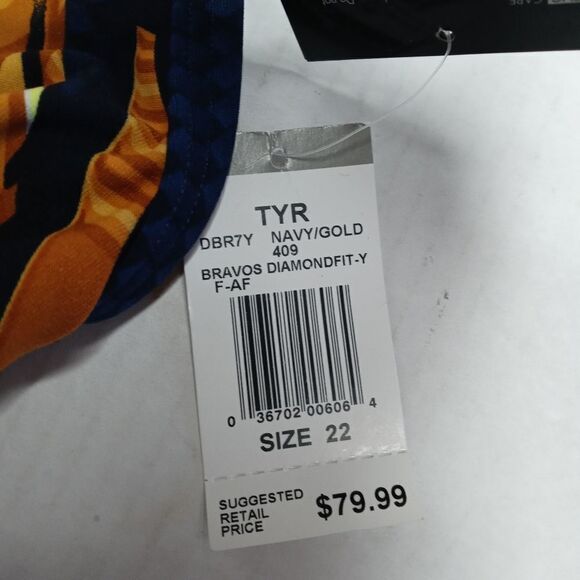 CARE
TYR
DBR7Y NAVY/GOLD
409
BRAVOS DIAMONDFIT-Y
F-AF
0 36702 00606 4
SIZE 22
SUGGESTED
RETAIL
PRICE
$79.99